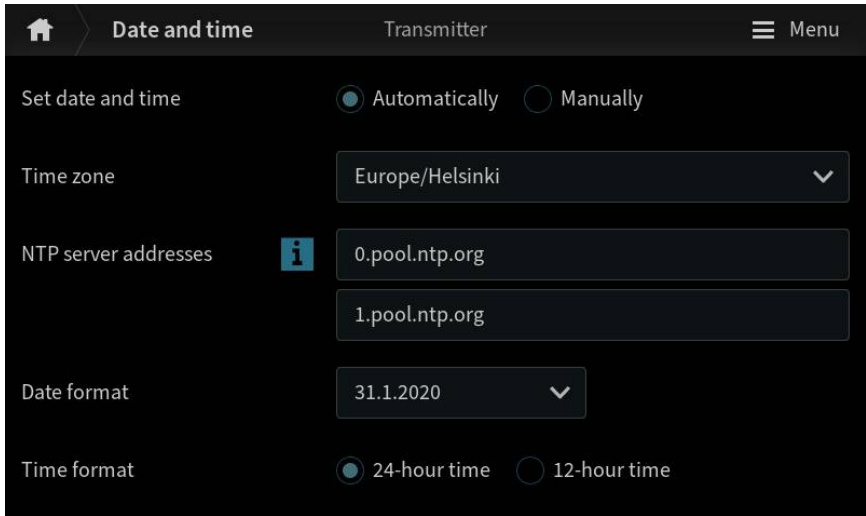 Date and time Transmitter Menu
Set date and time Automatically Manually
Time zone Europe/Helsinki
NTP server addresses i 0.pool.ntp.org
1.pool.ntp.org
Date format 31.1.2020
Time format 24-hour time 12-hour time